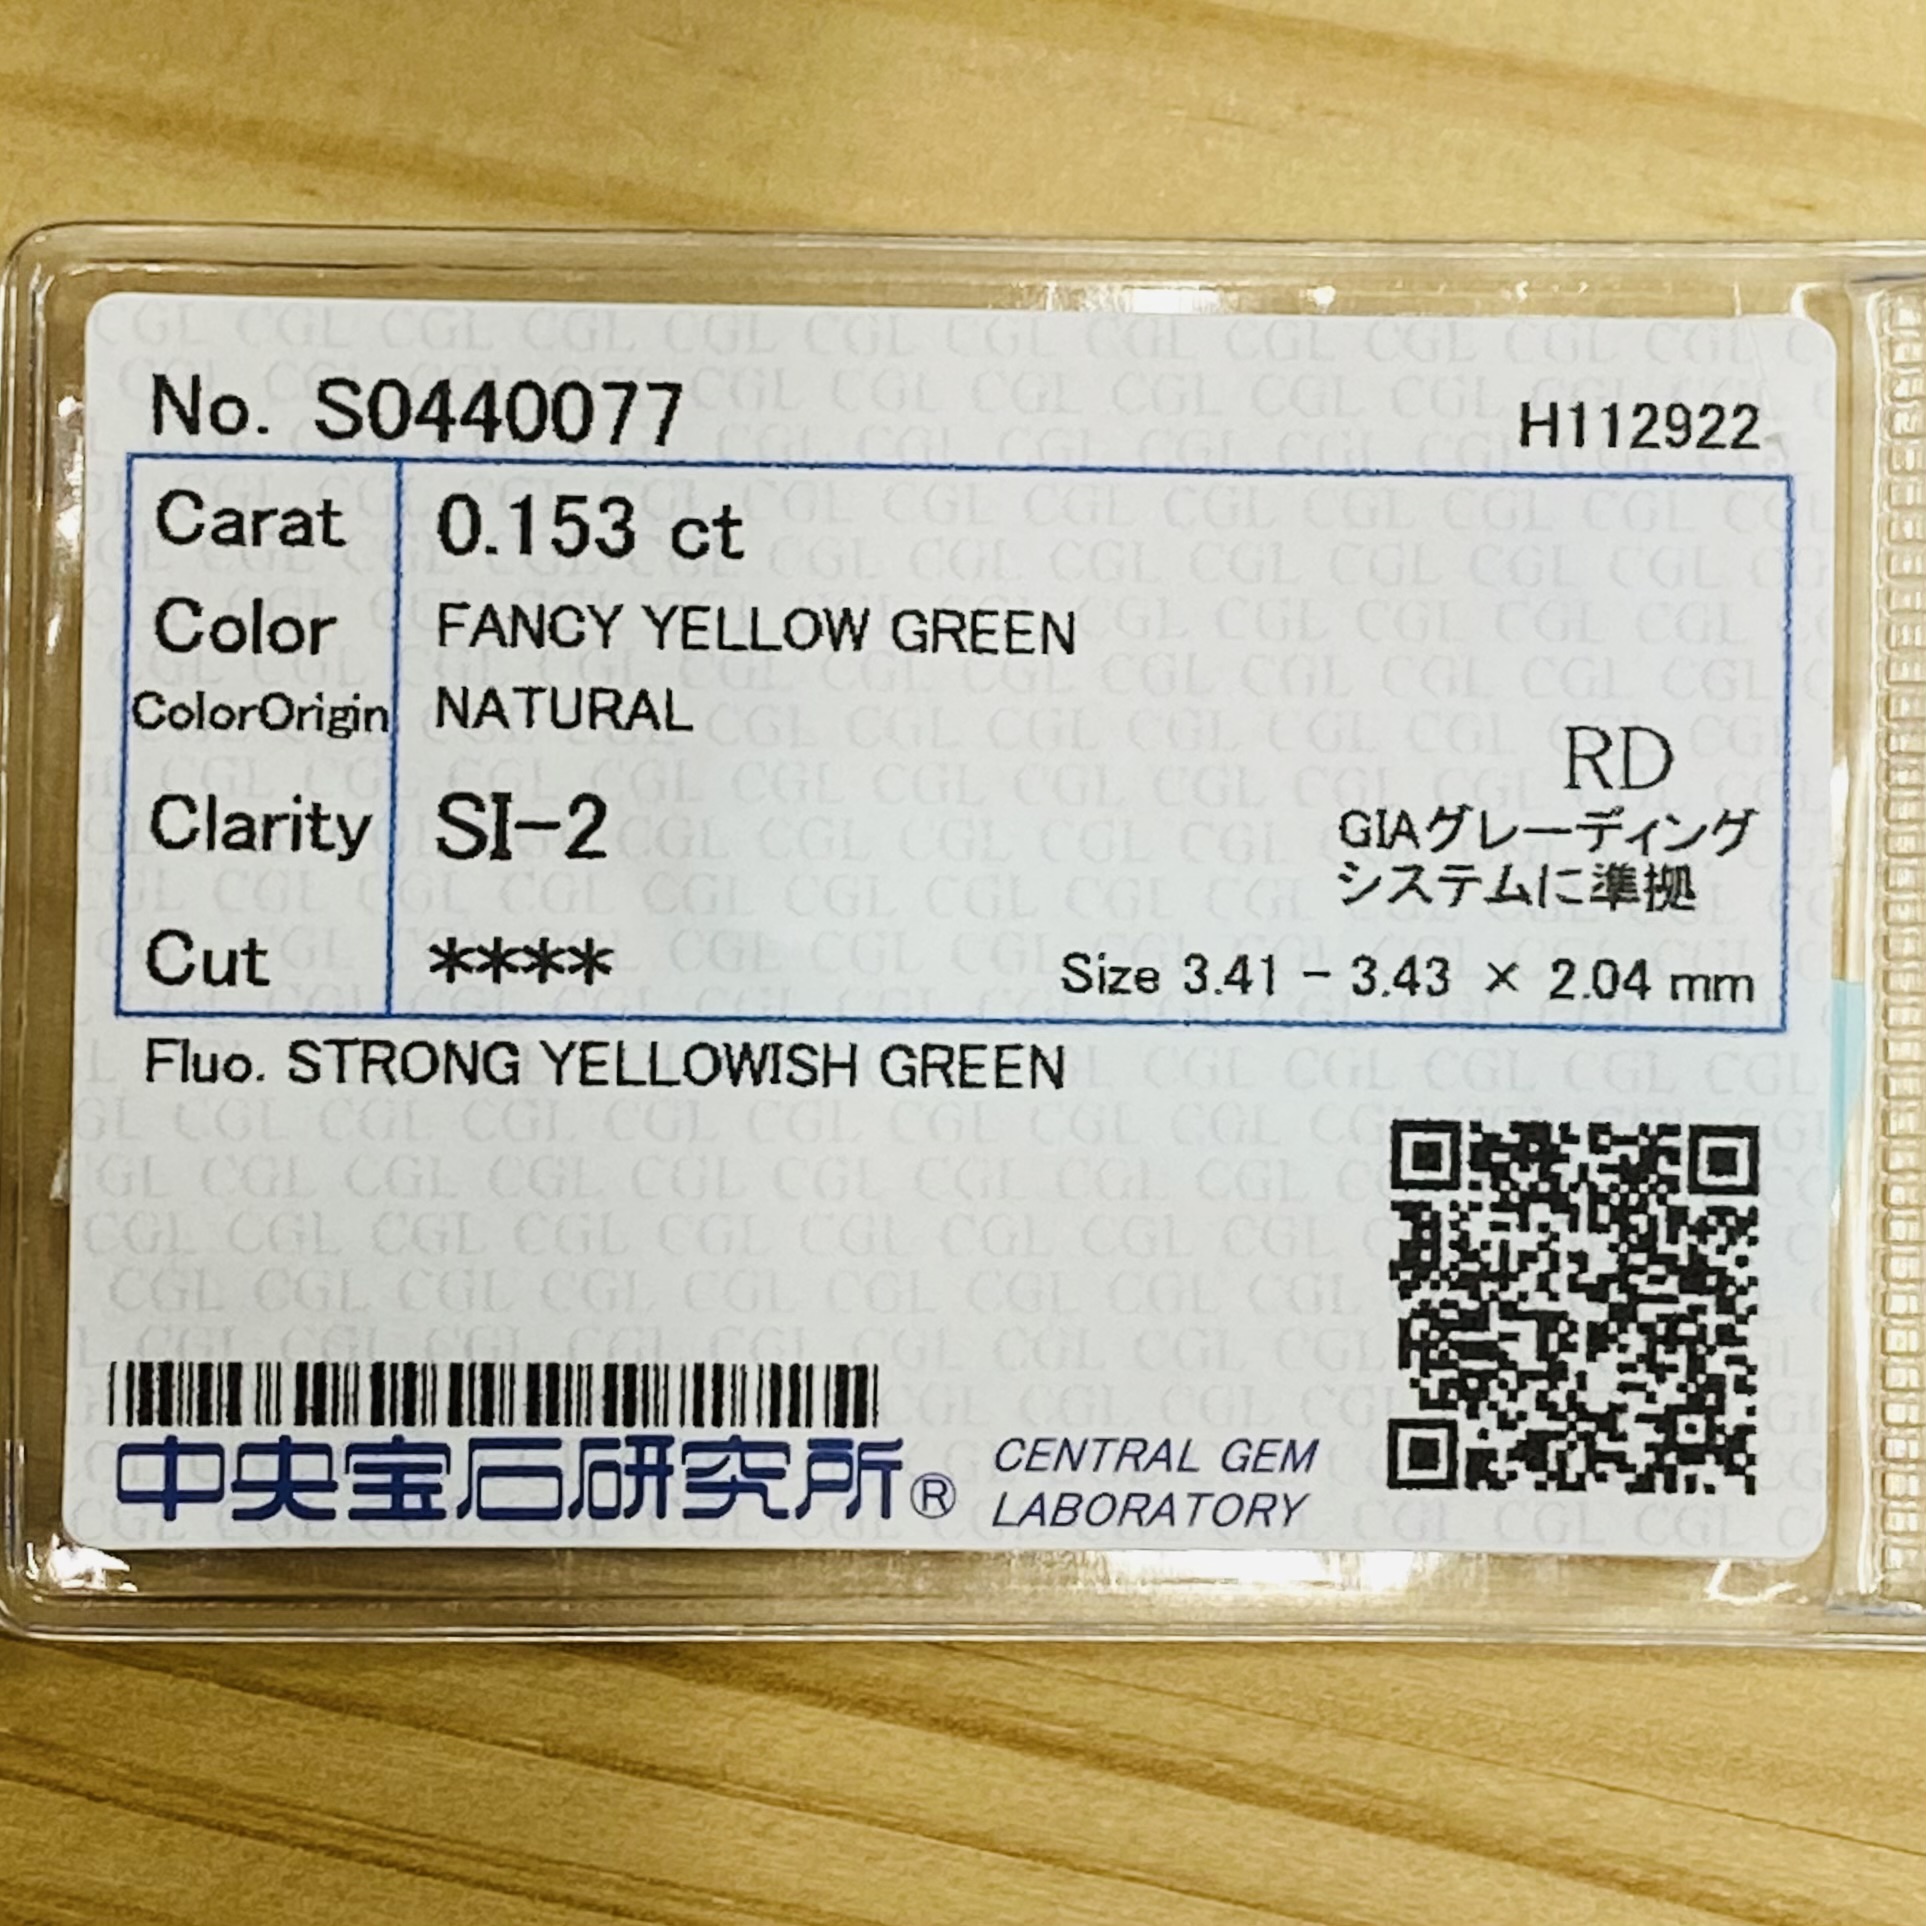 No. S0440077 H112922
Carat 0.153 ct
Color FANCY YELLOW GREEN
ColorOrigin NATURAL
RD
Clarity SI-2
GIAグレーディング
システムに準拠
Cut ****
Size 3.41 - 3.43 × 2.04 mm
Fluo. STRONG YELLOWISH GREEN
中央宝石研究所®
CENTRAL GEM
LABORATORY